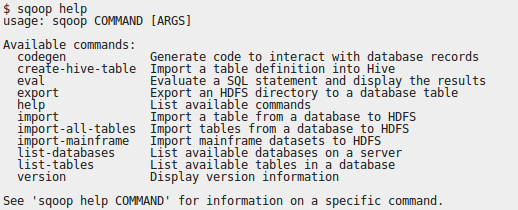 $ sqoop help
usage: sqoop COMMAND [ARGS]

Available commands:
  codegen            Generate code to interact with database records
  create-hive-table  Import a table definition into Hive
  eval               Evaluate a SQL statement and display the results
  export             Export an HDFS directory to a database table
  help               List available commands
  import             Import a table from a database to HDFS
  import-all-tables  Import tables from a database to HDFS
  import-mainframe   Import mainframe datasets to HDFS
  list-databases     List available databases on a server
  list-tables        List available tables in a database
  version            Display version information

See 'sqoop help COMMAND' for information on a specific command.